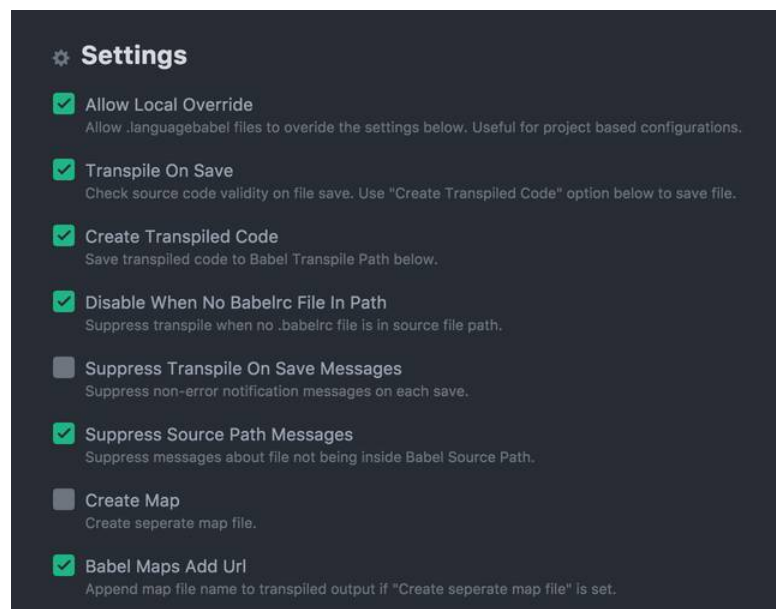 Settings
Allow Local Override
Allow .languagebabel files to overide the settings below. Useful for project based configurations.
Transpile On Save
Check source code validity on file save. Use "Create Transpiled Code" option below to save file.
Create Transpiled Code
Save transpiled code to Babel Transpile Path below.
Disable When No Babelrc File In Path
Suppress transpile when no .babelrc file is in source file path.
Suppress Transpile On Save Messages
Suppress non-error notification messages on each save.
Suppress Source Path Messages
Suppress messages about file not being inside Babel Source Path.
Create Map
Create seperate map file.
Babel Maps Add Url
Append map file name to transpiled output if "Create seperate map file" is set.